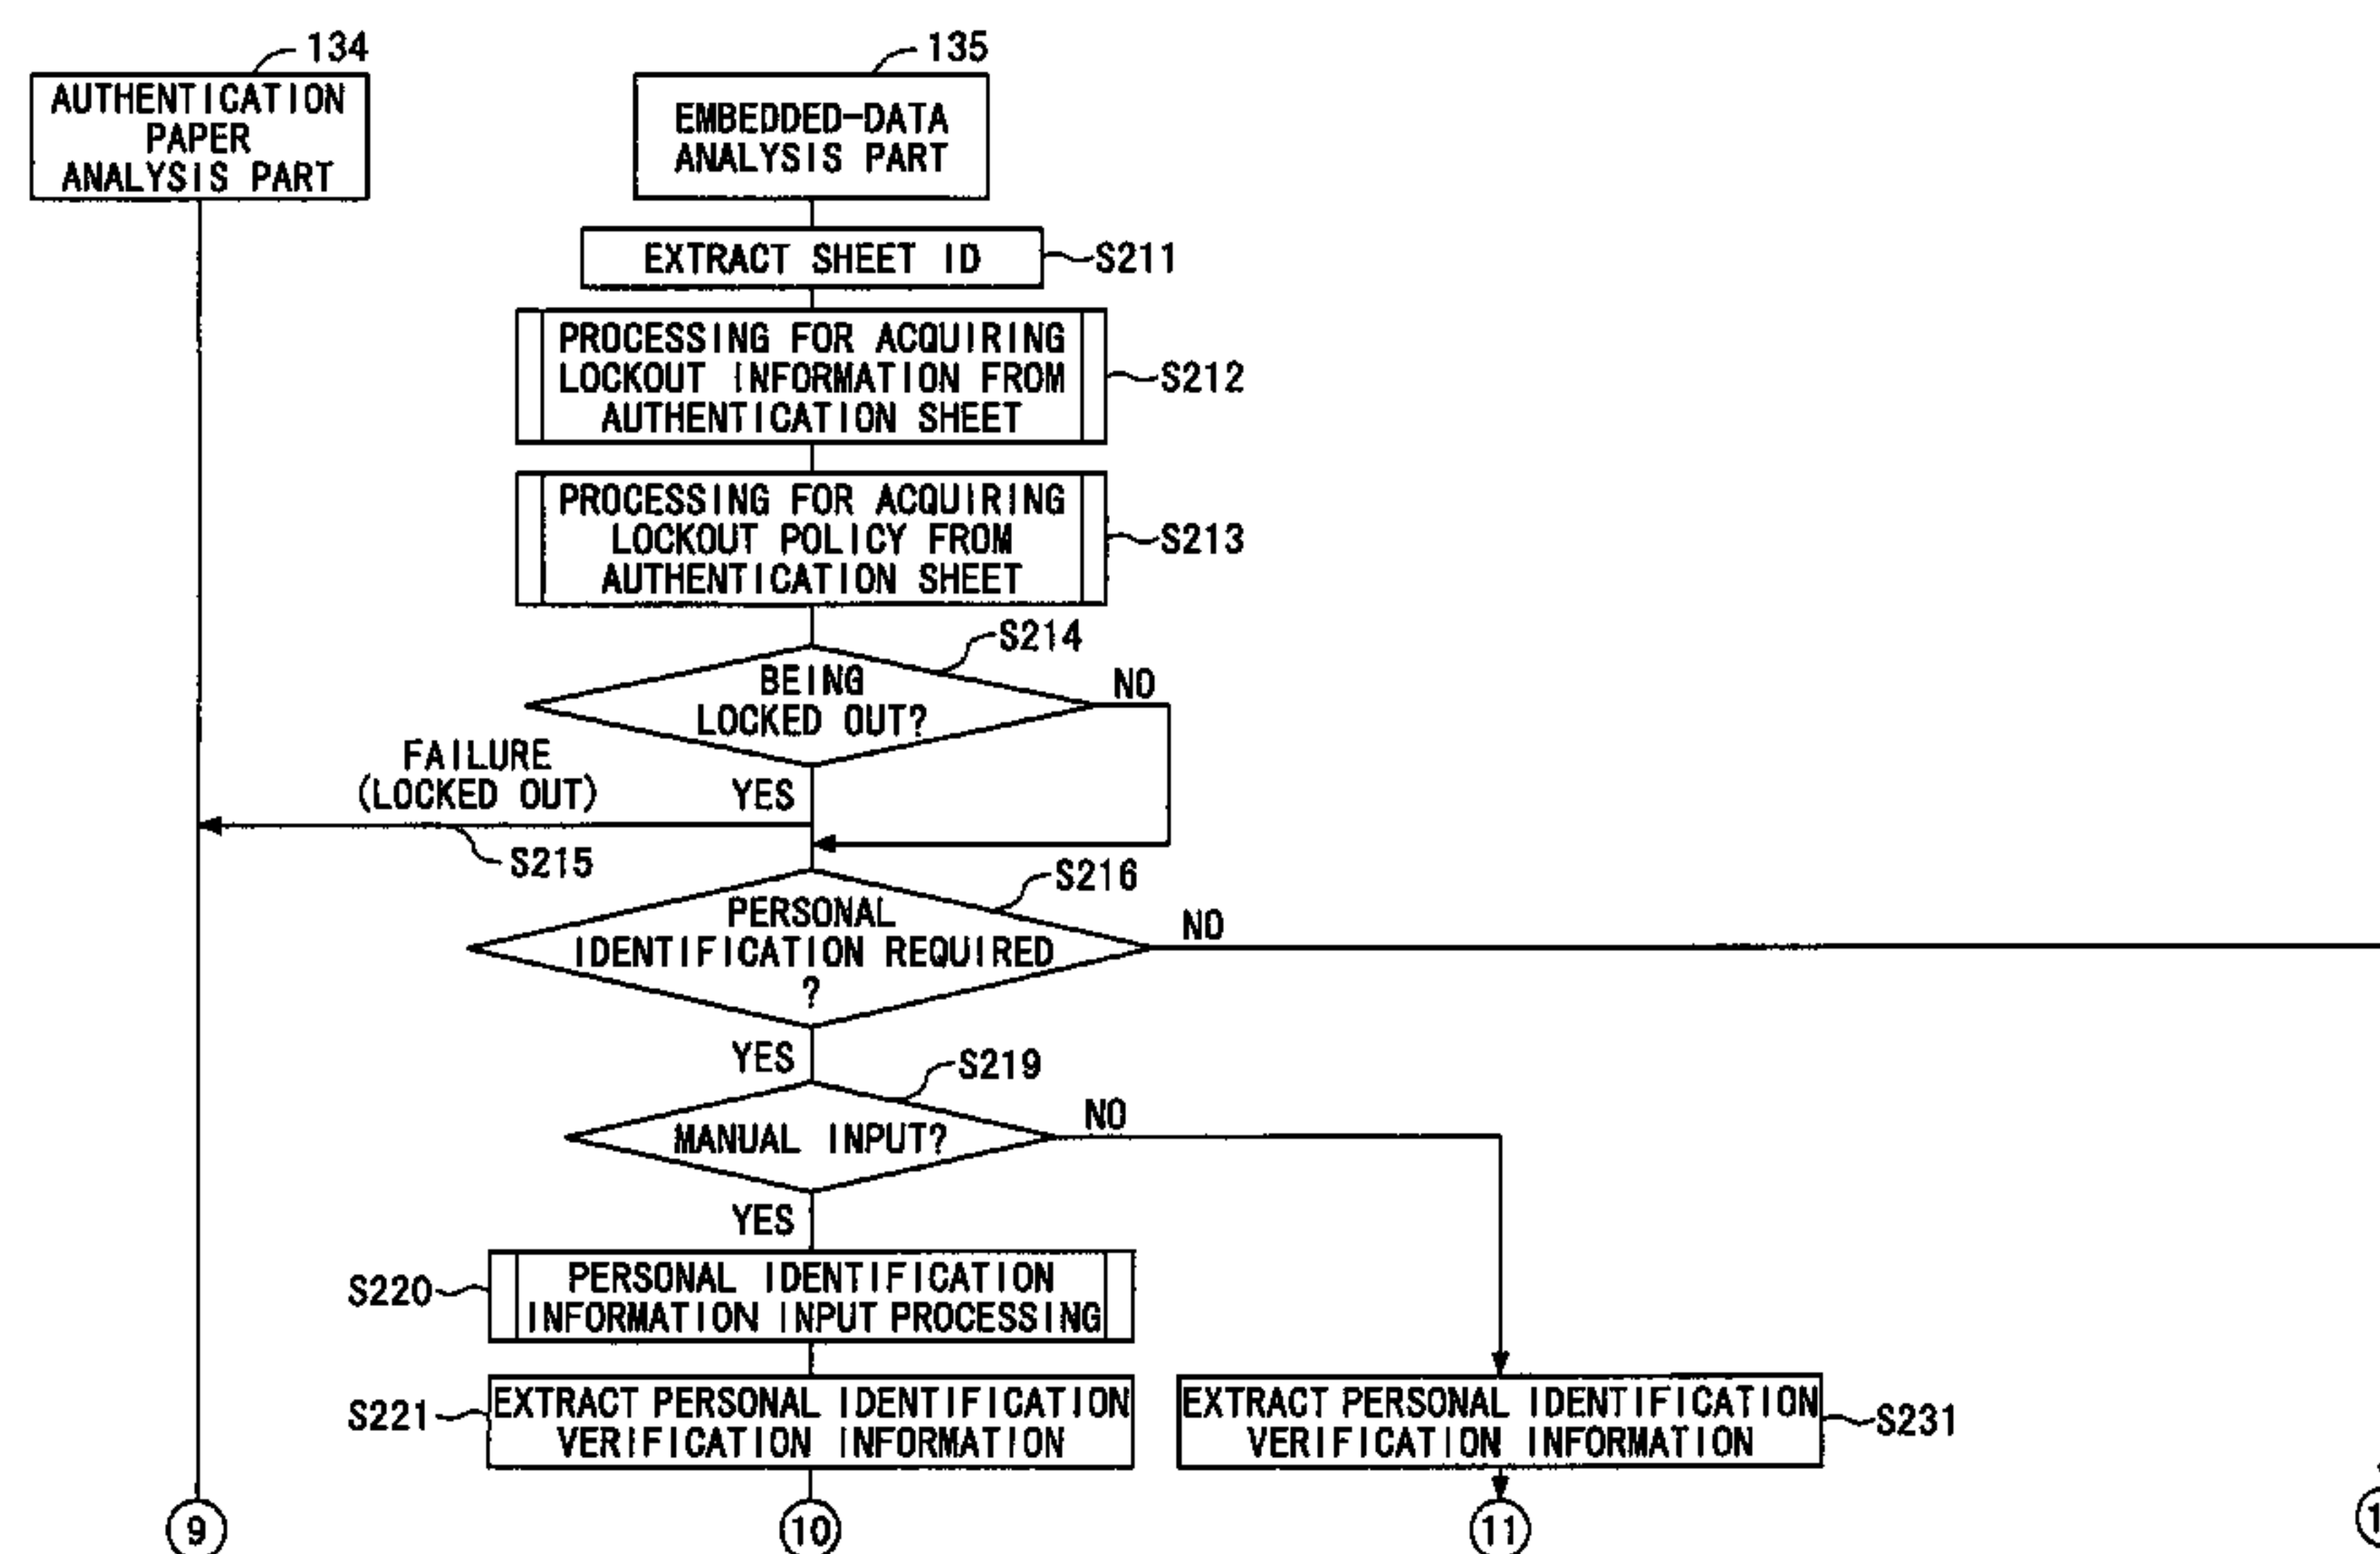 134
AUTHENTICATION
PAPER
ANALYSIS PART
135
EMBEDDED-DATA
ANALYSIS PART
EXTRACT SHEET ID
S211
PROCESSING FOR ACQUIRING
LOCKOUT INFORMATION FROM
AUTHENTICATION SHEET
S212
PROCESSING FOR ACQUIRING
LOCKOUT POLICY FROM
AUTHENTICATION SHEET
S213
S214
BEING
LOCKED OUT?
NO
YES
FAILURE
(LOCKED OUT)
S215
S216
PERSONAL
IDENTIFICATION REQUIRED
?
NO
YES
S219
MANUAL INPUT?
NO
YES
S220
PERSONAL IDENTIFICATION
INFORMATION INPUT PROCESSING
S221
EXTRACT PERSONAL IDENTIFICATION
VERIFICATION INFORMATION
EXTRACT PERSONAL IDENTIFICATION
VERIFICATION INFORMATION
S231
9
10
11